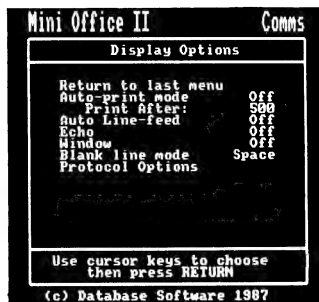 Mini Office II Comms
Display Options
Return to last menu
Auto-print mode Off
Print After: 500
Auto Line-feed Off
Echo Off
Window Off
Blank line mode Space
Protocol Options
Use cursor keys to choose
then press RETURN
(c) Database Software 1987